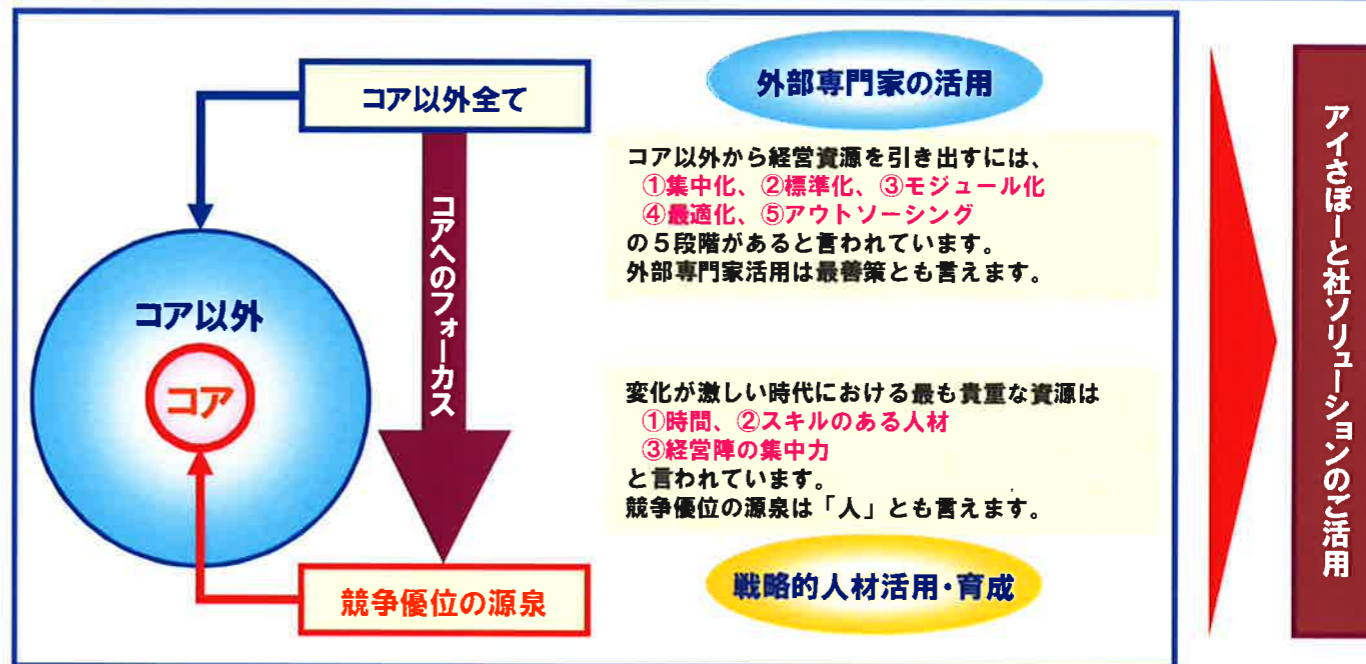 コア以外全て
コアへのフォーカス
コア以外
コア
競争優位の源泉
外部専門家の活用
コア以外から経営資源を引き出すには、
①集中化、②標準化、③モジュール化
④最適化、⑤アウトソーシング
の５段階があると言われています。
外部専門家活用は最善策とも言えます。
変化が激しい時代における最も貴重な資源は
①時間、②スキルのある人材
③経営陣の集中力
と言われています。
競争優位の源泉は「人」とも言えます。
戦略的人材活用・育成
アイさぽーと社ソリューションのご活用